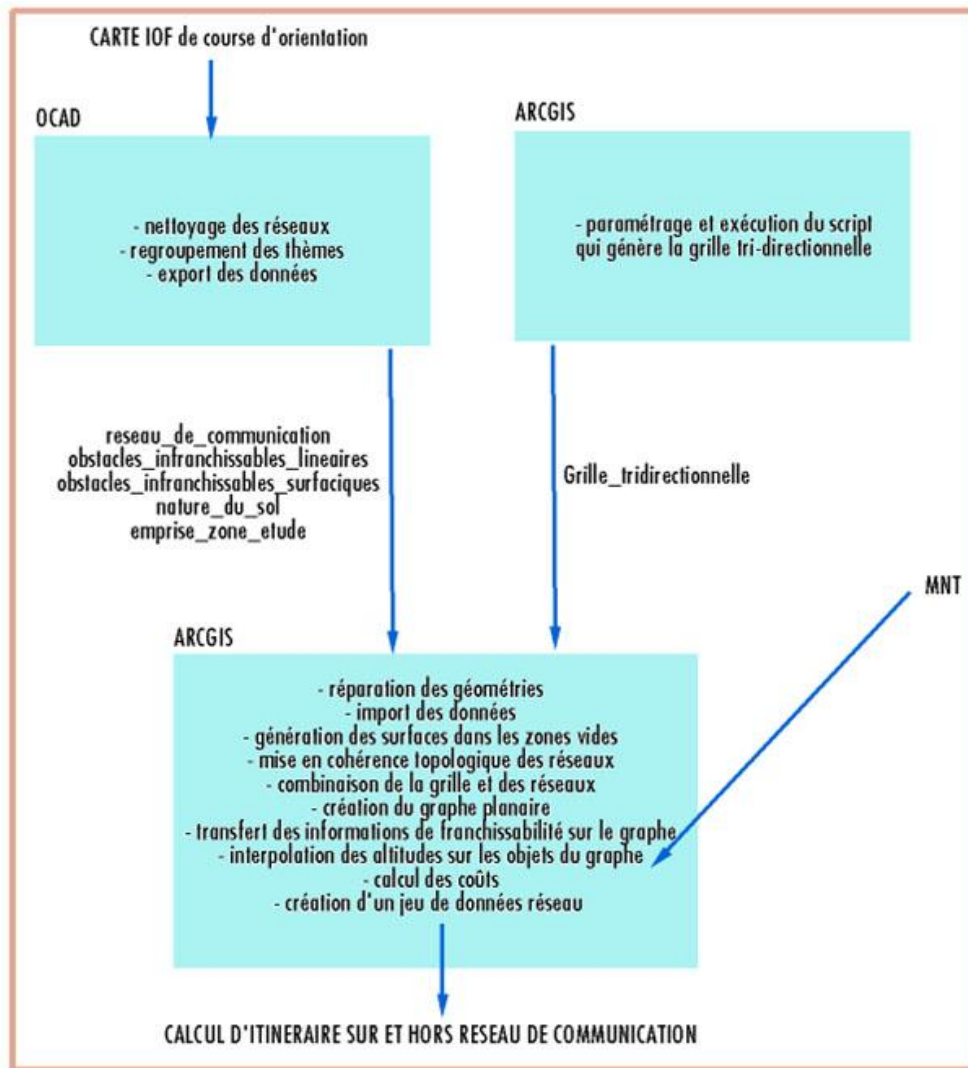 CARTE IOF de course d'orientation
OCAD
- nettoyage des réseaux
- regroupement des thèmes
- export des données
ARCGIS
- paramétrage et exécution du script
qui génère la grille tri-directionnelle
reseau_de_communication
obstacles_infranchissables_lineaires
obstacles_infranchissables_surfaciques
nature_du_sol
emprise_zone_etude
Grille_tridirectionnelle
MNT
ARCGIS
- réparation des géométries
- import des données
- génération des surfaces dans les zones vides
- mise en cohérence topologique des réseaux
- combinaison de la grille et des réseaux
- création du graphe planaire
- transfert des informations de franchissabilité sur le graphe
- interpolation des altitudes sur les objets du graphe
- calcul des coûts
- création d'un jeu de données réseau
CALCUL D'ITINERAIRE SUR ET HORS RESEAU DE COMMUNICATION